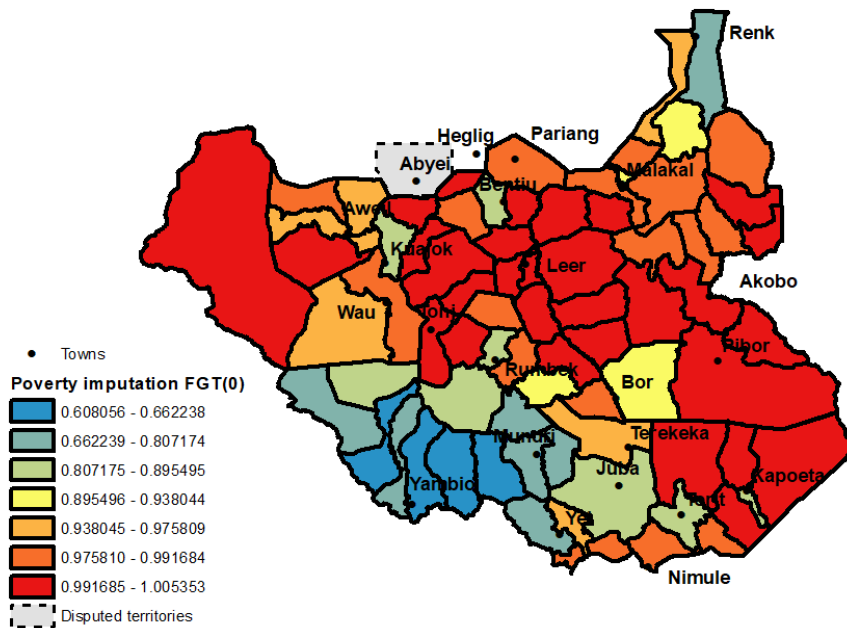 Renk
Heglig
Pariang
Abyei
Malakal
Bentiu
Aweil
Kuajok
Leer
Akobo
Wau
Tonj
Pibor
Rumbek
Bor
Towns
Poverty imputation FGT(0)
0.608056 - 0.662238
0.662239 - 0.807174
0.807175 - 0.895495
0.895496 - 0.938044
0.938045 - 0.975809
0.975810 - 0.991684
0.991685 - 1.005353
Disputed territories
Terekeka
Munduri
Juba
Kapoeta
Yambio
Torit
Yei
Nimule